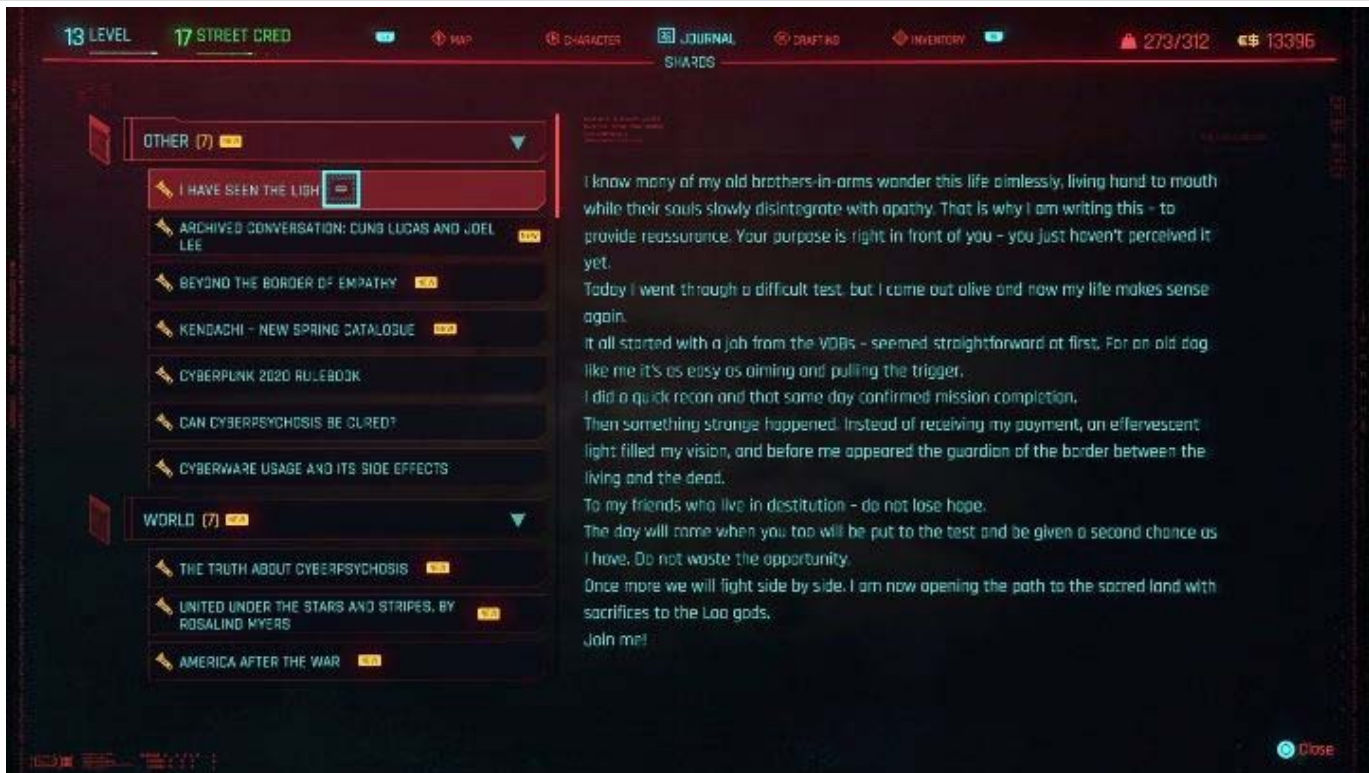 13 LEVEL
17 STREET CRED
MAP
CHARACTER
JOURNAL
CRAFTING
INVENTORY
273/312
€$ 13396
SHARDS
OTHER (7) NEW
I HAVE SEEN THE LIGH
ARCHIVED CONVERSATION: CUNG LUCAS AND JOEL
LEE
NEW
BEYOND THE BORDER OF EMPATHY NEW
KENDACHI – NEW SPRING CATALOGUE NEW
CYBERPUNK 2020 RULEBOOK
CAN CYBERPSYCHOSIS BE CURED?
CYBERWARE USAGE AND ITS SIDE EFFECTS
WORLD (7) NEW
THE TRUTH ABOUT CYBERPSYCHOSIS NEW
UNITED UNDER THE STARS AND STRIPES, BY
ROSALIND MYERS
NEW
AMERICA AFTER THE WAR NEW
I know many of my old brothers-in-arms wander this life aimlessly, living hand to mouth
while their souls slowly disintegrate with apathy. That is why I am writing this – to
provide reassurance. Your purpose is right in front of you – you just haven't perceived it
yet.
Today I went through a difficult test, but I came out alive and now my life makes sense
again.
It all started with a job from the VDBs – seemed straightforward at first. For an old dog
like me it's as easy as aiming and pulling the trigger.
I did a quick recon and that same day confirmed mission completion.
Then something strange happened. Instead of receiving my payment, an effervescent
light filled my vision, and before me appeared the guardian of the border between the
living and the dead.
To my friends who live in destitution – do not lose hope.
The day will come when you too will be put to the test and be given a second chance as
I have. Do not waste the opportunity.
Once more we will fight side by side. I am now opening the path to the sacred land with
sacrifices to the Loa gods.
Join me!
Close